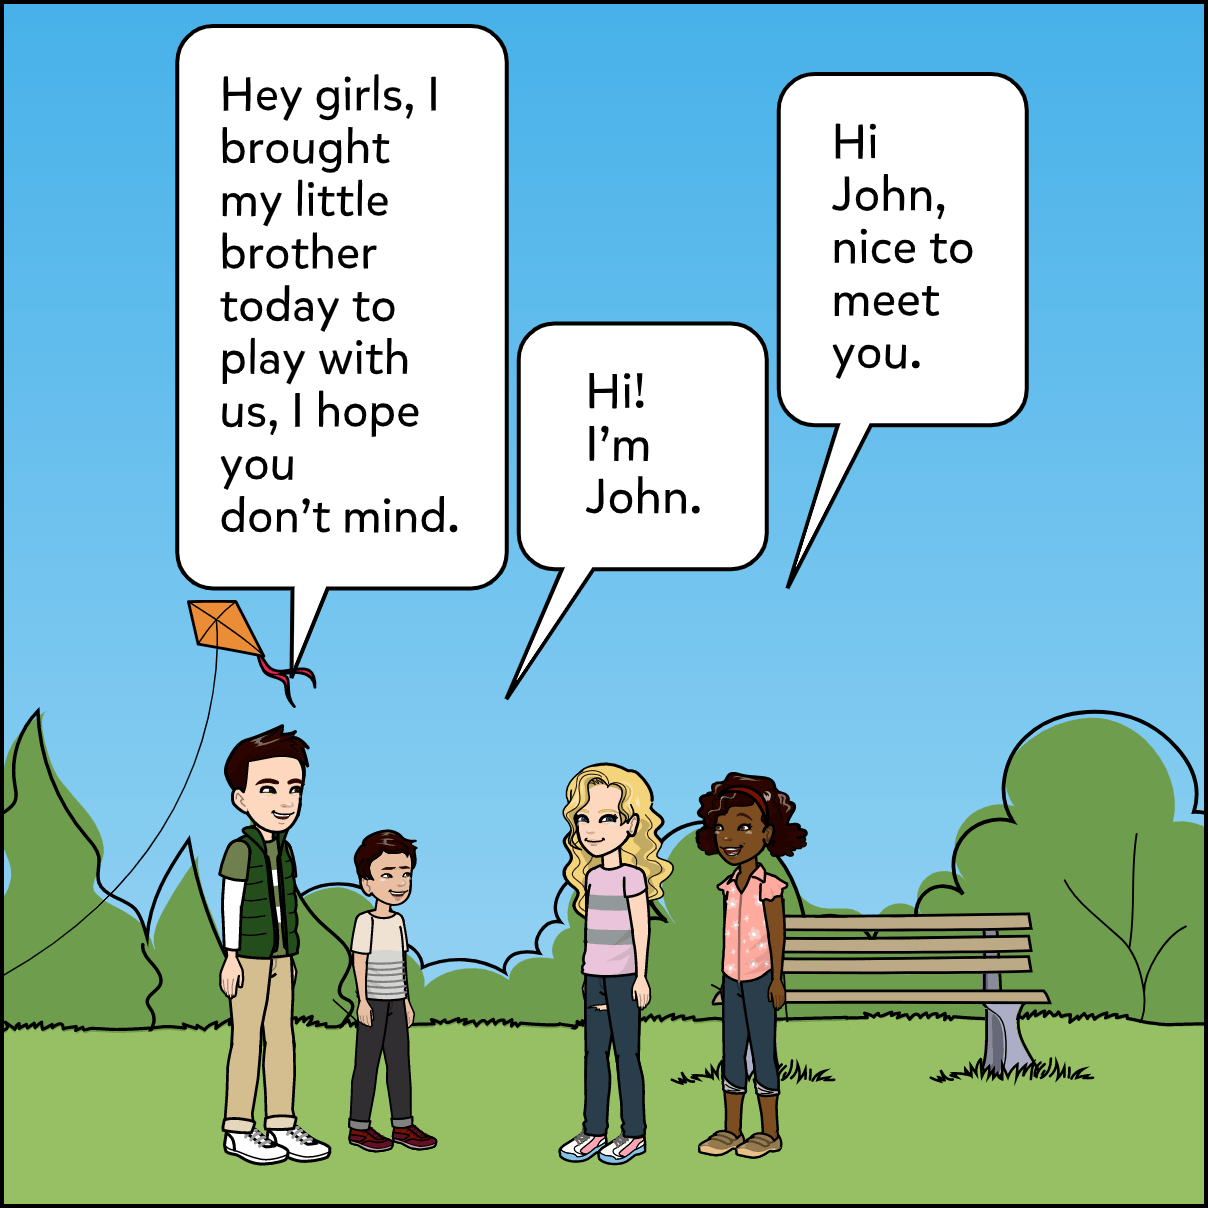 Hey girls, I
brought
my little
brother
today to
play with
us, I hope
you
don’t mind.
Hi!
I’m
John.
Hi
John,
nice to
meet
you.